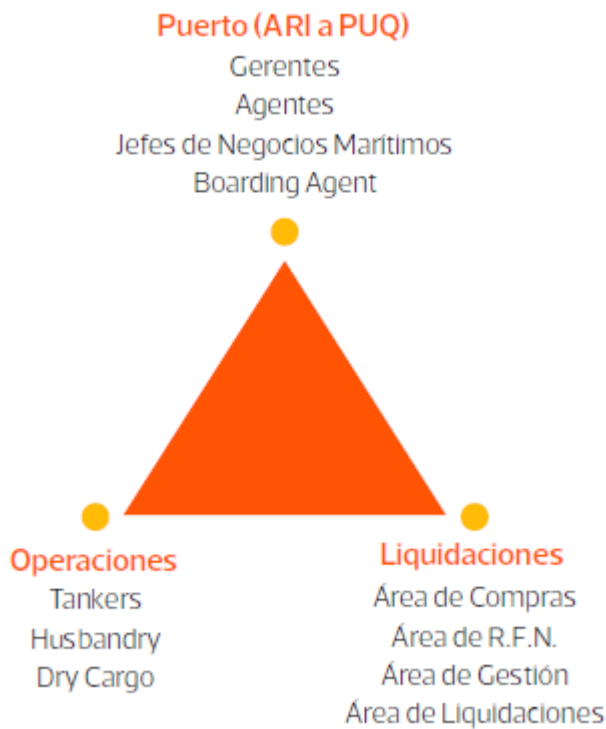 Puerto (ARI a PUQ)
Gerentes
Agentes
Jefes de Negocios Marítimos
Boarding Agent
Operaciones
Tankers
Husbandry
Dry Cargo
Liquidaciones
Área de Compras
Área de R.F.N.
Área de Gestión
Área de Liquidaciones